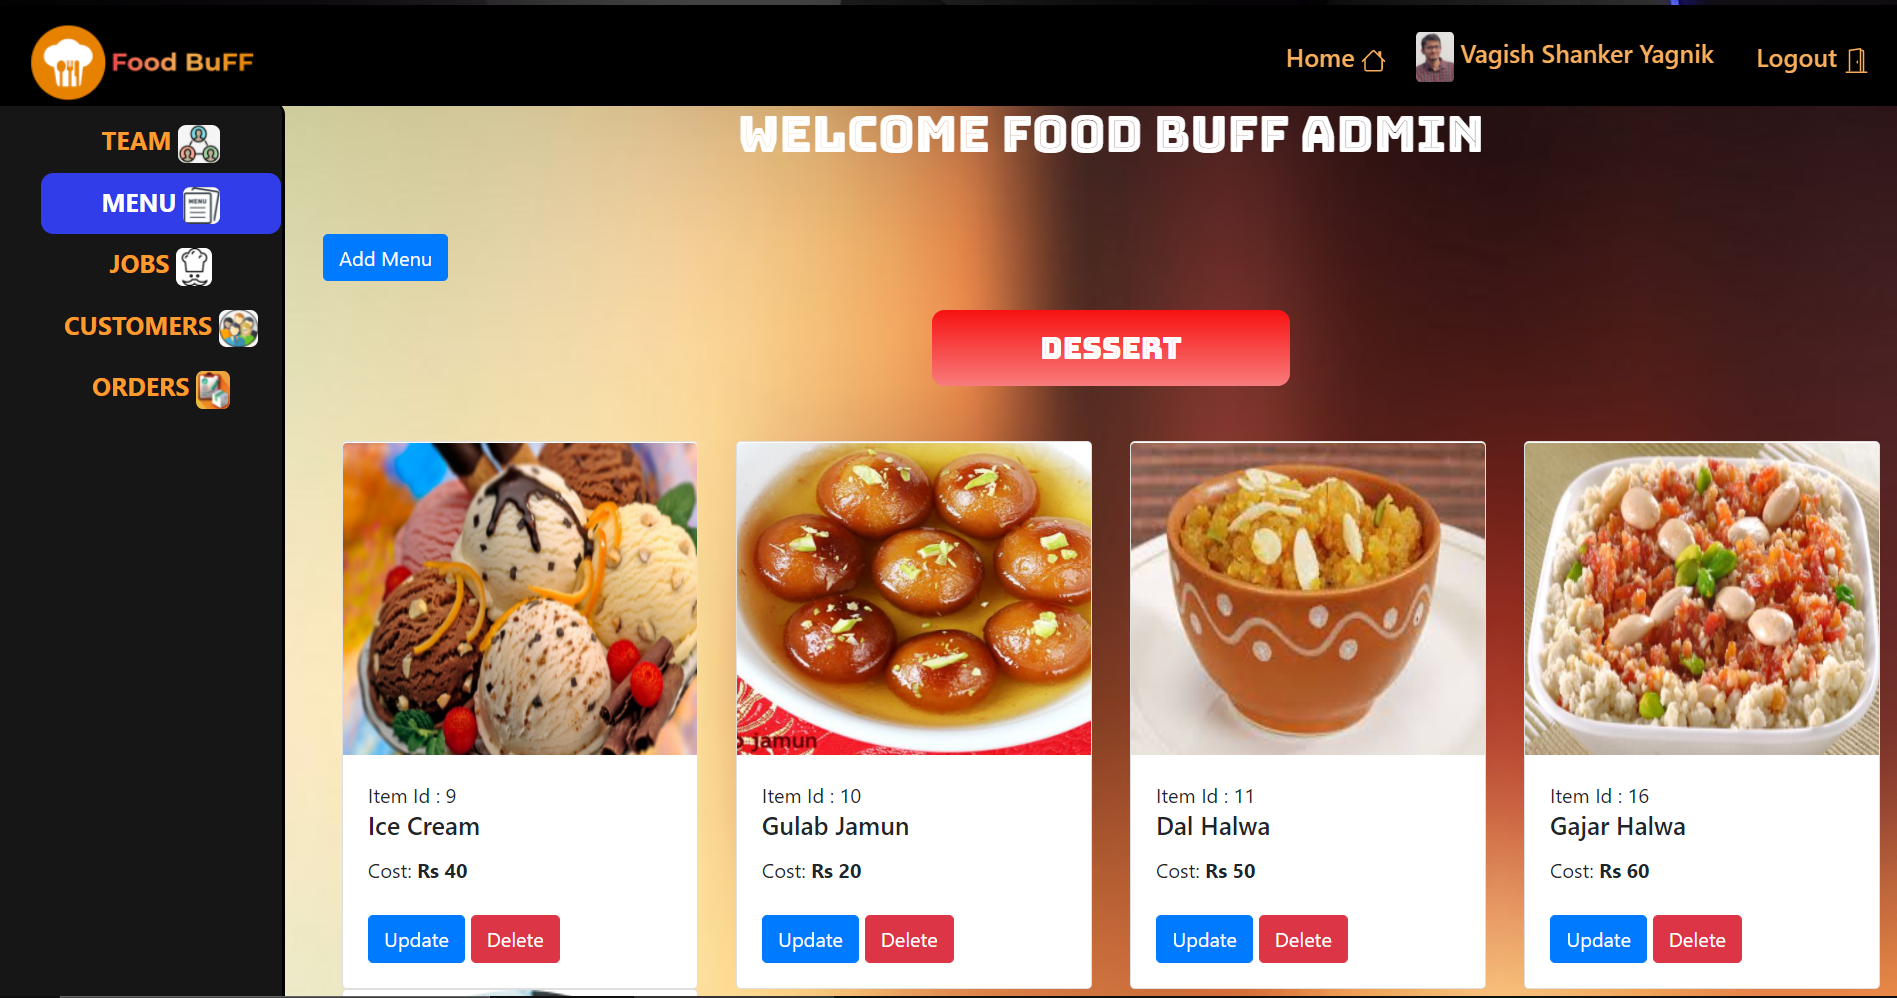 Food BuFF
Home
Vagish Shanker Yagnik
Logout
TEAM
MENU
MENU
JOBS
CUSTOMERS
ORDERS
WELCOME FOOD BUFF ADMIN
Add Menu
DESSERT
Jamun
Item Id : 9
Ice Cream
Cost: Rs 40
Update Delete
Item Id : 10
Gulab Jamun
Cost: Rs 20
Update Delete
Item Id : 11
Dal Halwa
Cost: Rs 50
Update Delete
Item Id : 16
Gajar Halwa
Cost: Rs 60
Update Delete